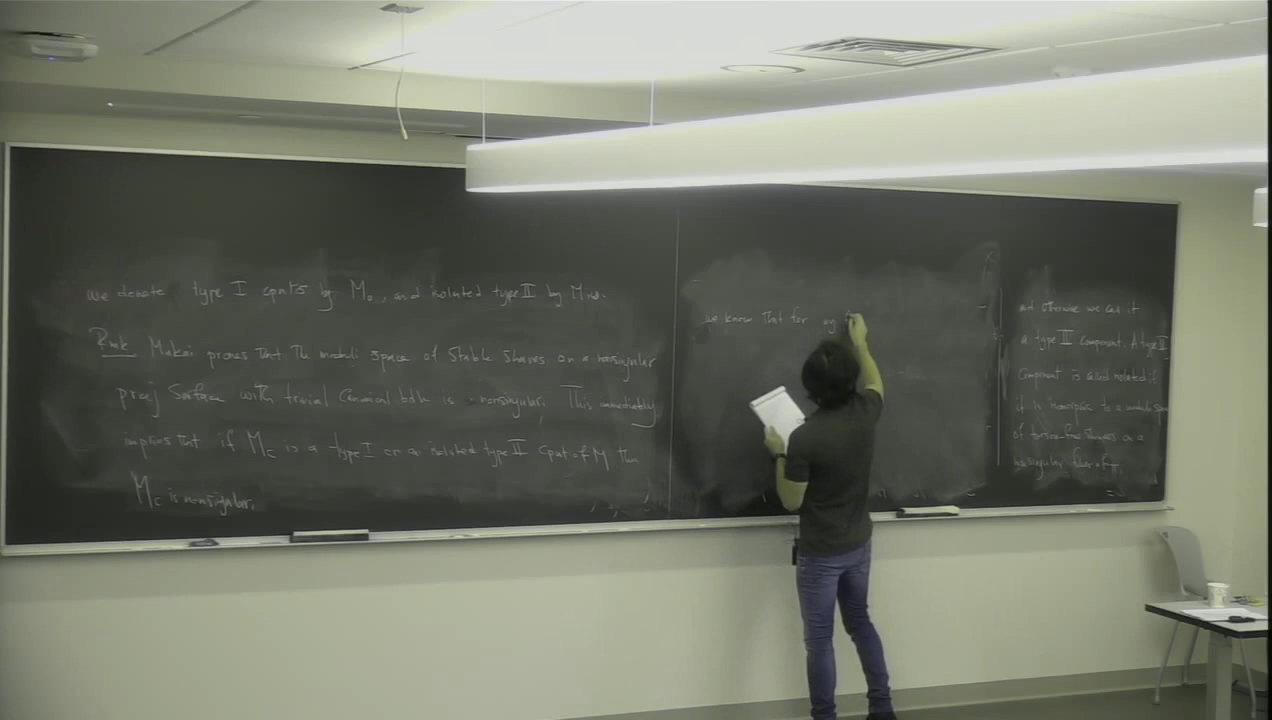 we denote type I cpnts by M₀, and isolated type II by
Rmk Mukai proves that the moduli space of stable sheaves on a nonsingular
proj surface with trivial canonical bdle is nonsingular. This immediately
implies that if M_C is a type I or a isolated type II cpnt of M then
M_C is nonsingular.
we know that for any
and otherwise we call it
a type II component. A type II
component is called isolated if
it is isomorphic to a moduli space
of torsion-free sheaves on a
nonsingular fiber of π.